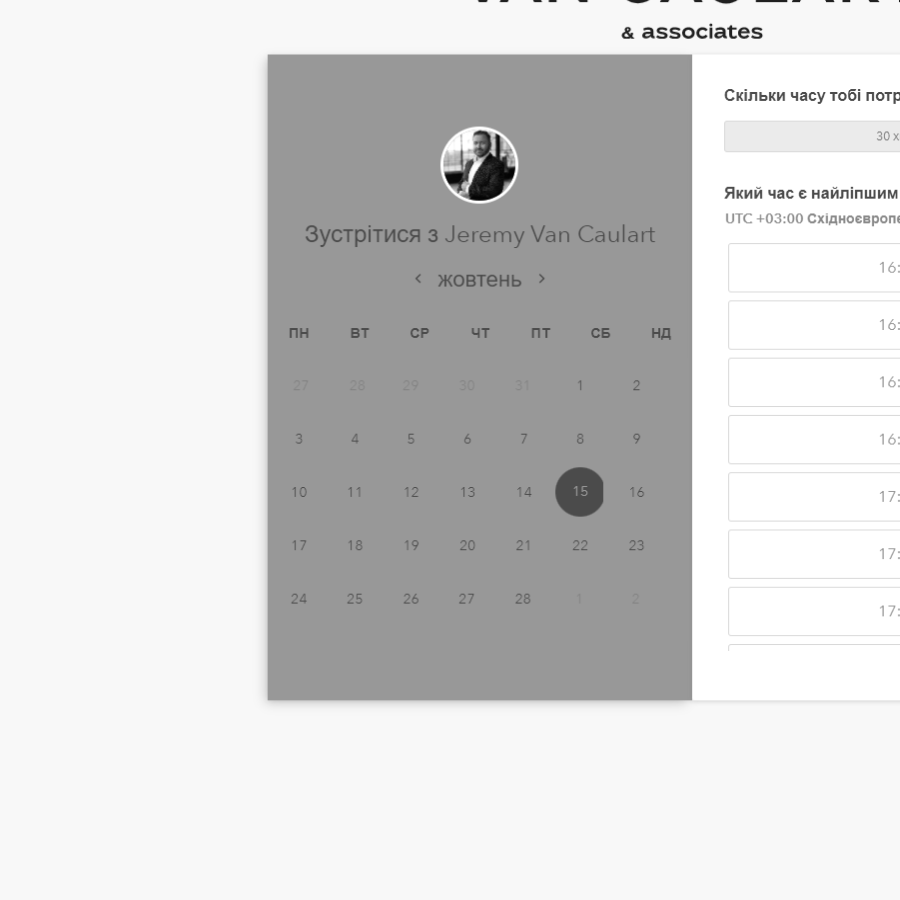 & associates
Зустрітися з Jeremy Van Caulart
жовтень
ПН ВТ СР ЧТ ПТ СБ НД
27 28 29 30 31 1 2
3 4 5 6 7 8 9
10 11 12 13 14 15 16
17 18 19 20 21 22 23
24 25 26 27 28 1 2
Скільки часу тобі
30
Який час є найліпшим
UTC +03:00
16:
16:
16:
16:
17:
17:
17: